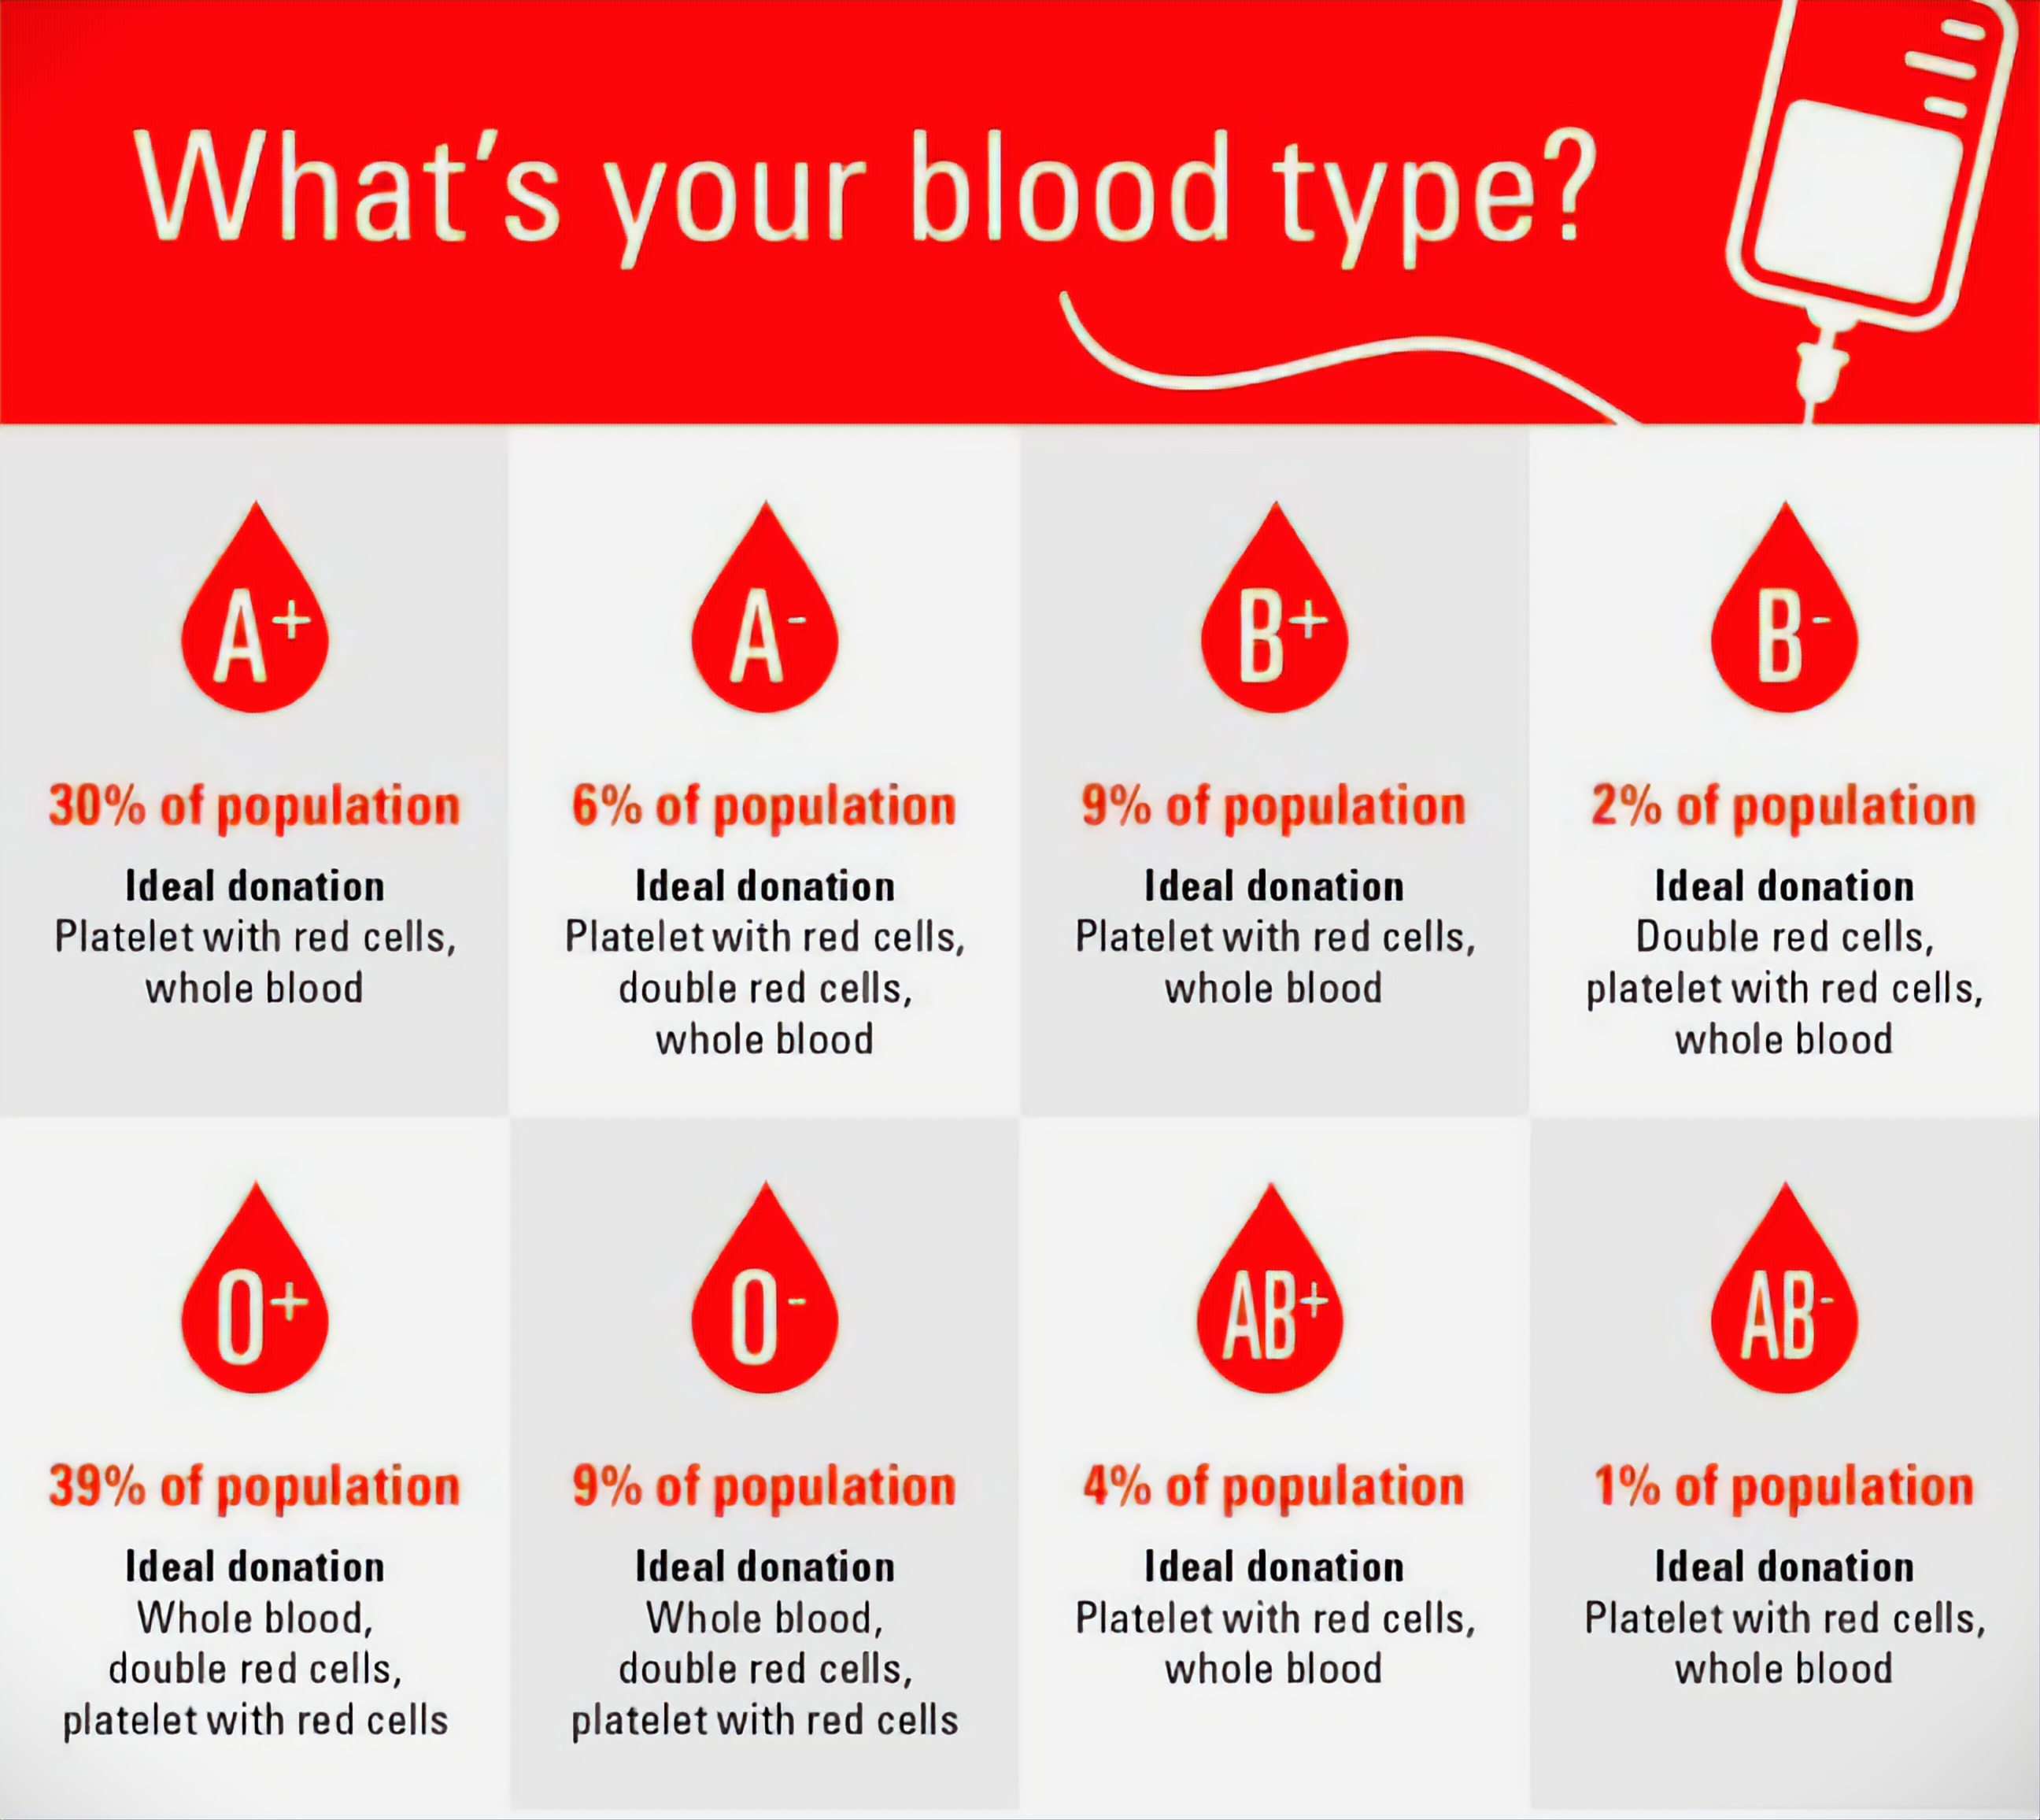 What's your blood type?
A+
A-
B+
B-
30% of population
6% of population
9% of population
2% of population
Ideal donation
Platelet with red cells,
whole blood
Ideal donation
Platelet with red cells,
double red cells,
whole blood
Ideal donation
Platelet with red cells,
whole blood
Ideal donation
Double red cells,
platelet with red cells,
whole blood
O+
O-
AB+
AB-
39% of population
9% of population
4% of population
1% of population
Ideal donation
Whole blood,
double red cells,
platelet with red cells
Ideal donation
Whole blood,
double red cells,
platelet with red cells
Ideal donation
Platelet with red cells,
whole blood
Ideal donation
Platelet with red cells,
whole blood